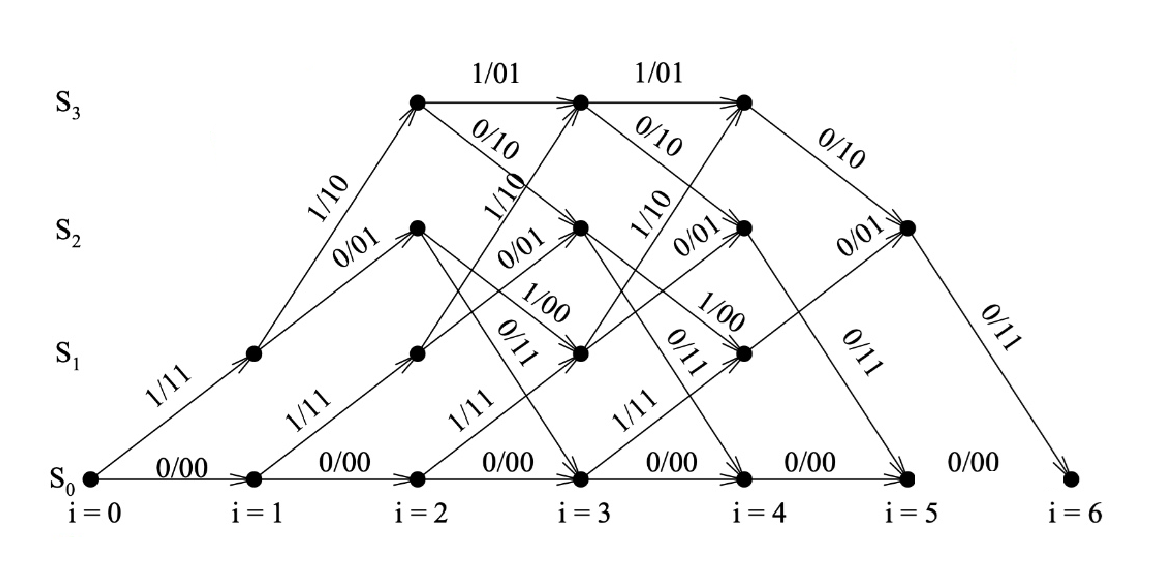 1/01 1/01
S3
0/10 0/10 0/10
1/10 1/10 1/10
S2
0/01 0/01 0/01 0/01
1/00 1/00
0/11 0/11 0/11 0/11
S1
1/11 1/11 1/11 1/11
0/00 0/00 0/00 0/00 0/00 0/00
S0
i = 0 i = 1 i = 2 i = 3 i = 4 i = 5 i = 6